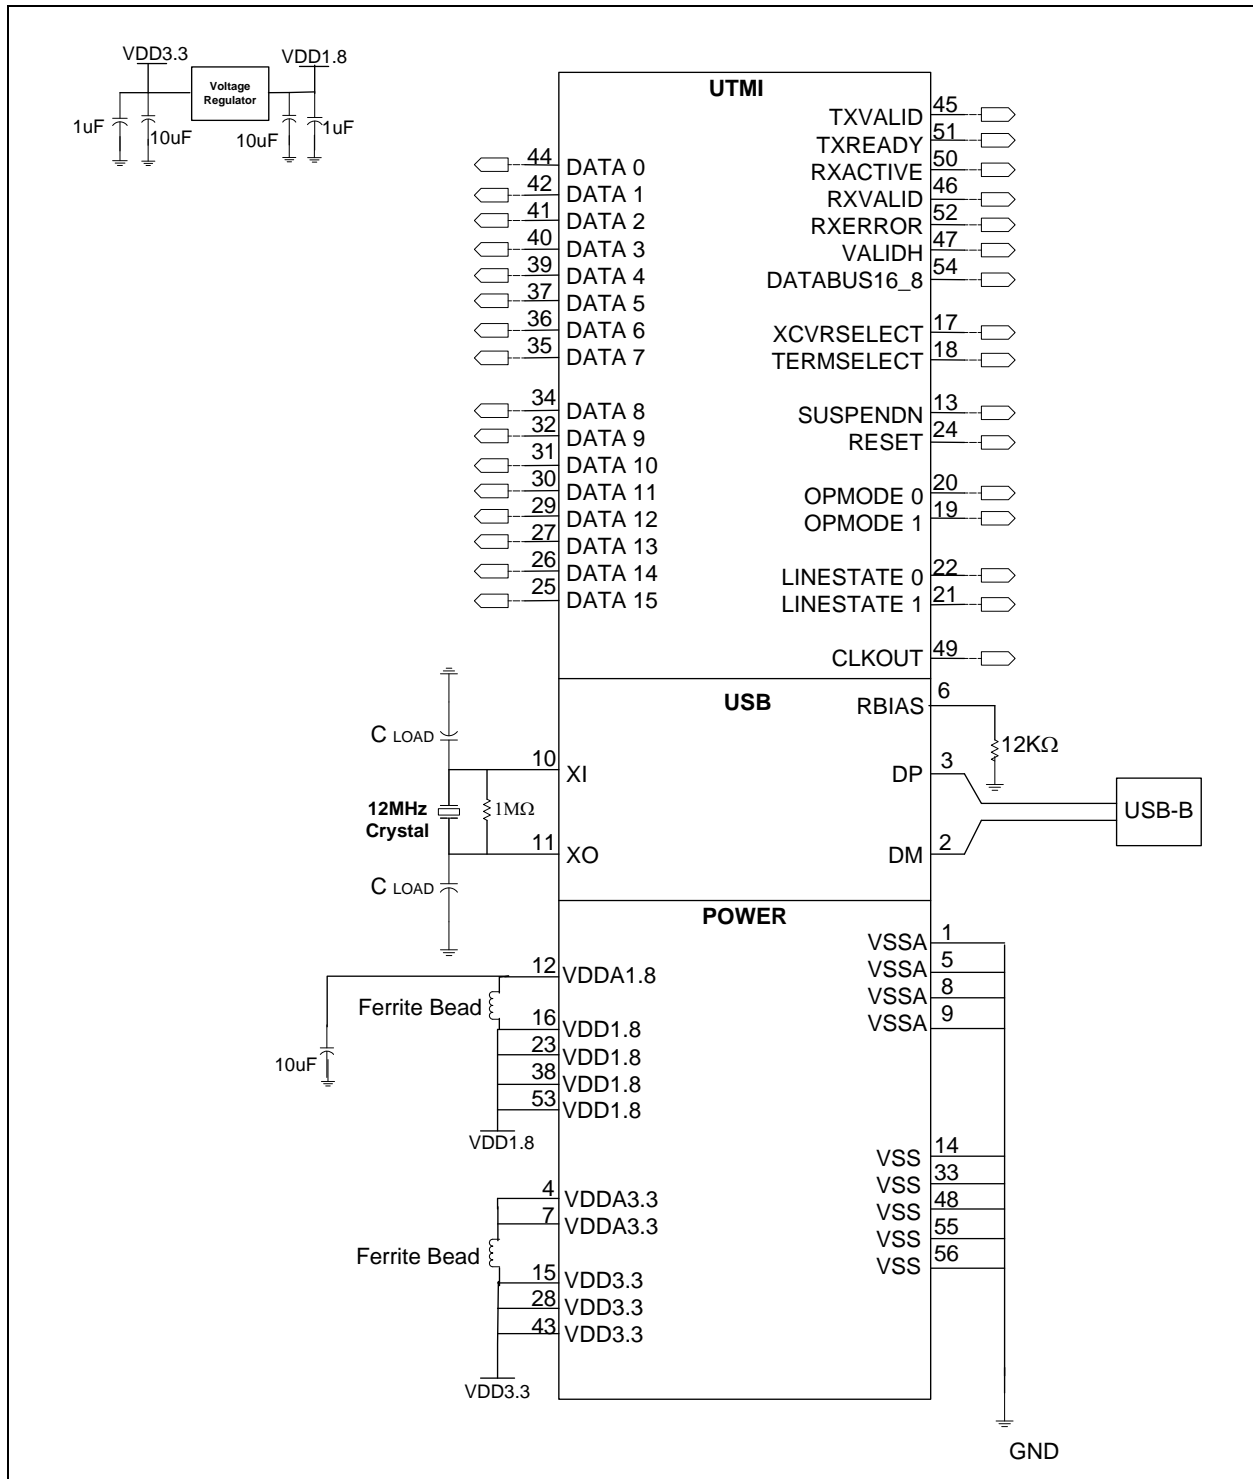 VDD3.3
VDD1.8
Voltage
Regulator
1uF
10uF
10uF
1uF
UTMI
44 DATA 0
42 DATA 1
41 DATA 2
40 DATA 3
39 DATA 4
37 DATA 5
36 DATA 6
35 DATA 7
34 DATA 8
32 DATA 9
31 DATA 10
30 DATA 11
29 DATA 12
27 DATA 13
26 DATA 14
25 DATA 15
TXVALID 45
TXREADY 51
RXACTIVE 50
RXVALID 46
RXERROR 52
VALIDH 47
DATABUS16_8 54
XCVRSELECT 17
TERMSELECT 18
SUSPENDN 13
RESET 24
OPMODE 0 20
OPMODE 1 19
LINESTATE 0 22
LINESTATE 1 21
CLKOUT 49
USB
C LOAD
10 XI
12MHz
Crystal
1MΩ
11 XO
C LOAD
RBIAS 6
12KΩ
DP 3
USB-B
DM 2
POWER
12 VDDA1.8
Ferrite Bead
16 VDD1.8
23 VDD1.8
38 VDD1.8
53 VDD1.8
10uF
VDD1.8
4 VDDA3.3
7 VDDA3.3
Ferrite Bead
15 VDD3.3
28 VDD3.3
43 VDD3.3
VDD3.3
VSSA 1
VSSA 5
VSSA 8
VSSA 9
VSS 14
VSS 33
VSS 48
VSS 55
VSS 56
GND